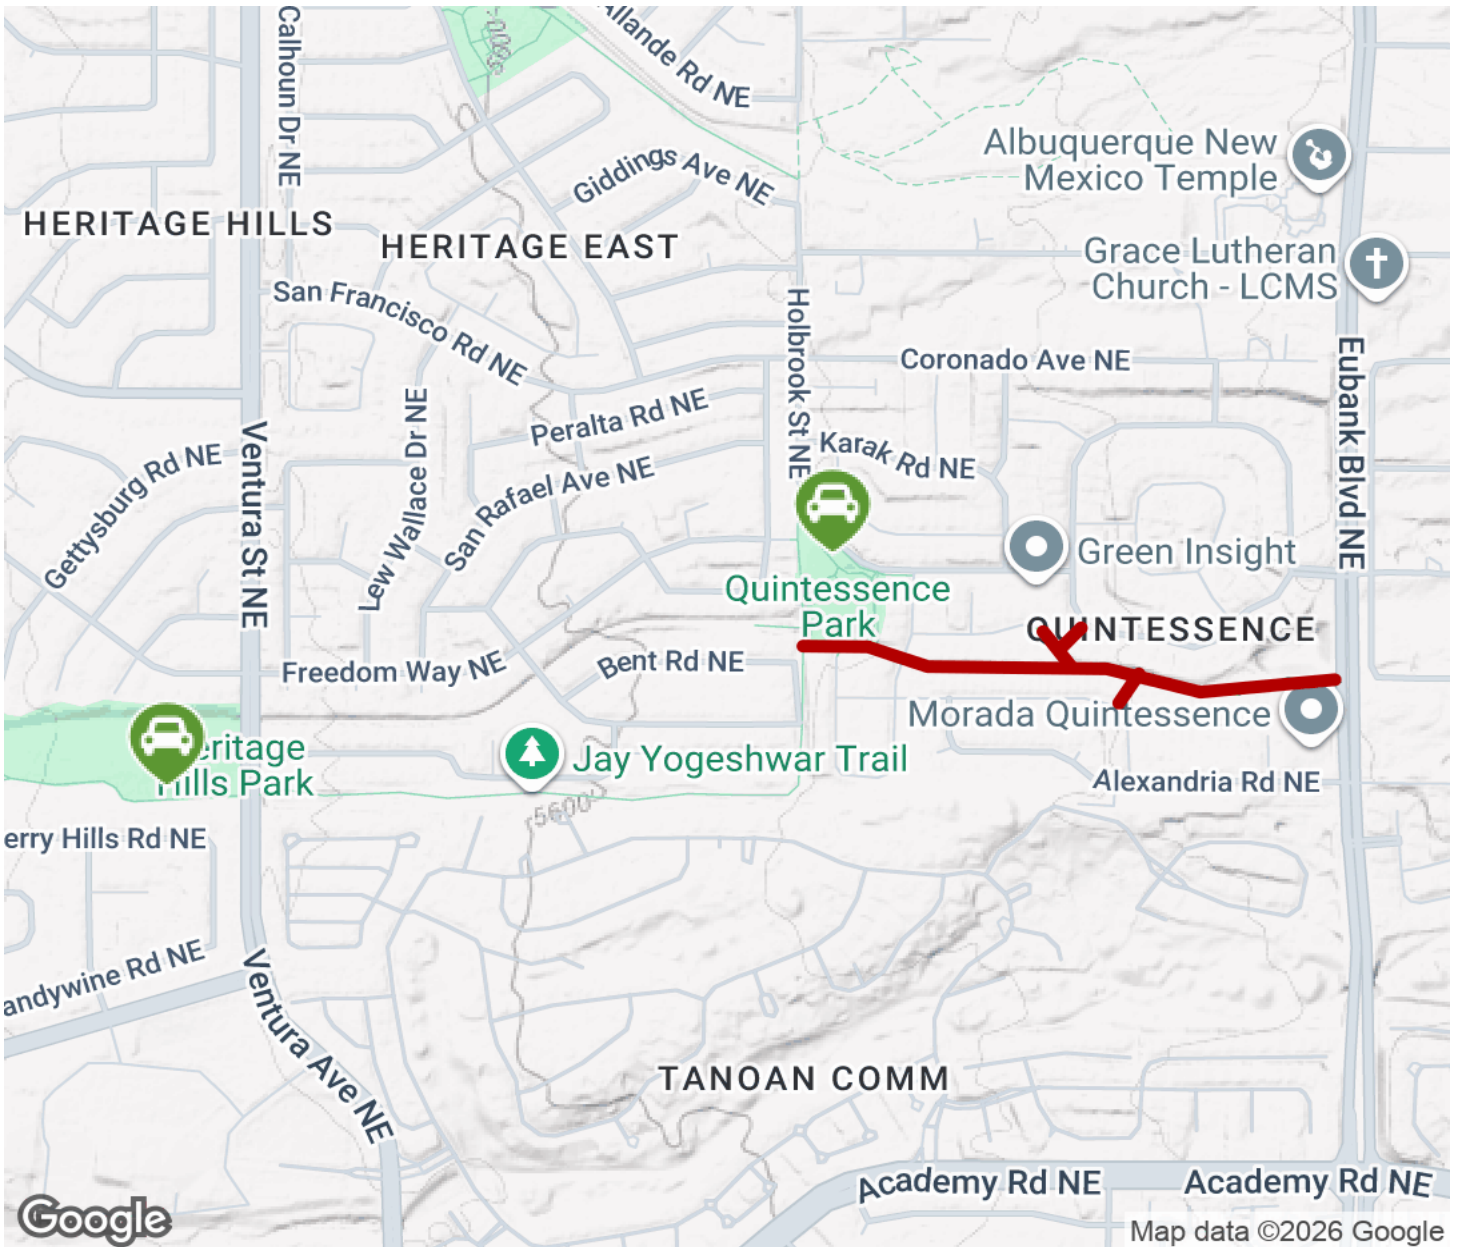 Calhoun Dr NE
5600
Allande Rd NE
Albuquerque New
Mexico Temple
Giddings Ave NE
HERITAGE HILLS
HERITAGE EAST
Grace Lutheran
Church - LCMS
San Francisco Rd NE
Holbrook St NE
Coronado Ave NE
Eubank Blvd NE
Peralta Rd NE
Lew Wallace Dr NE
Karak Rd NE
Gettysburg Rd NE
Ventura St NE
San Rafael Ave NE
Green Insight
Quintessence
Park
QUINTESSENCE
Freedom Way NE
Bent Rd NE
Morada Quintessence
eritage
Hills Park
Jay Yogeshwar Trail
Alexandria Rd NE
5600'
erry Hills Rd NE
andywine Rd NE
Ventura Ave NE
TANOAN COMM
Academy Rd NE
Academy Rd NE
Google
Map data ©2026 Google